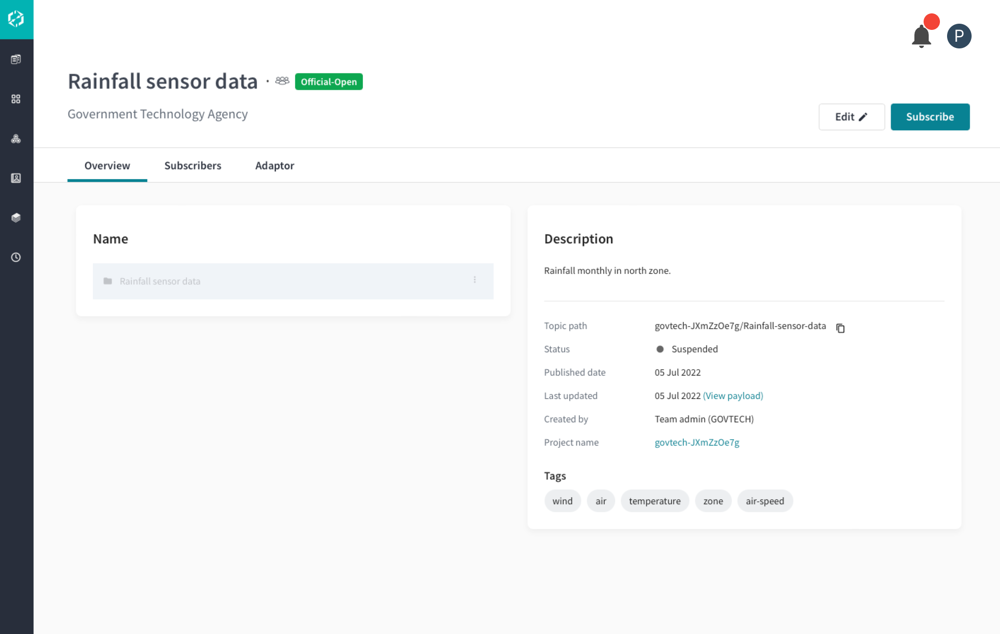 P
Rainfall sensor data · Official-Open
Government Technology Agency
Edit Subscribe
Overview Subscribers Adaptor
Name
Rainfall sensor data
Description
Rainfall monthly in north zone.
Topic path govtech-JXmZzOe7g/Rainfall-sensor-data
Status Suspended
Published date 05 Jul 2022
Last updated 05 Jul 2022 (View payload)
Created by Team admin (GOVTECH)
Project name govtech-JXmZzOe7g
Tags
wind air temperature zone air-speed